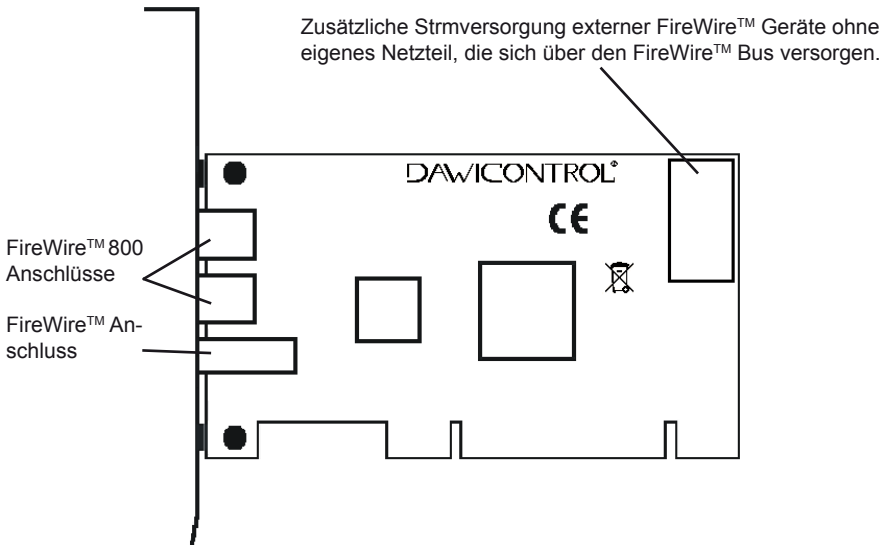 Zusätzliche Strmversorgung externer FireWire™ Geräte ohne
eigenes Netzteil, die sich über den FireWire™ Bus versorgen.
DAWICONTROL®
CE
FireWire™ 800
Anschlüsse
FireWire™ An-
schluss